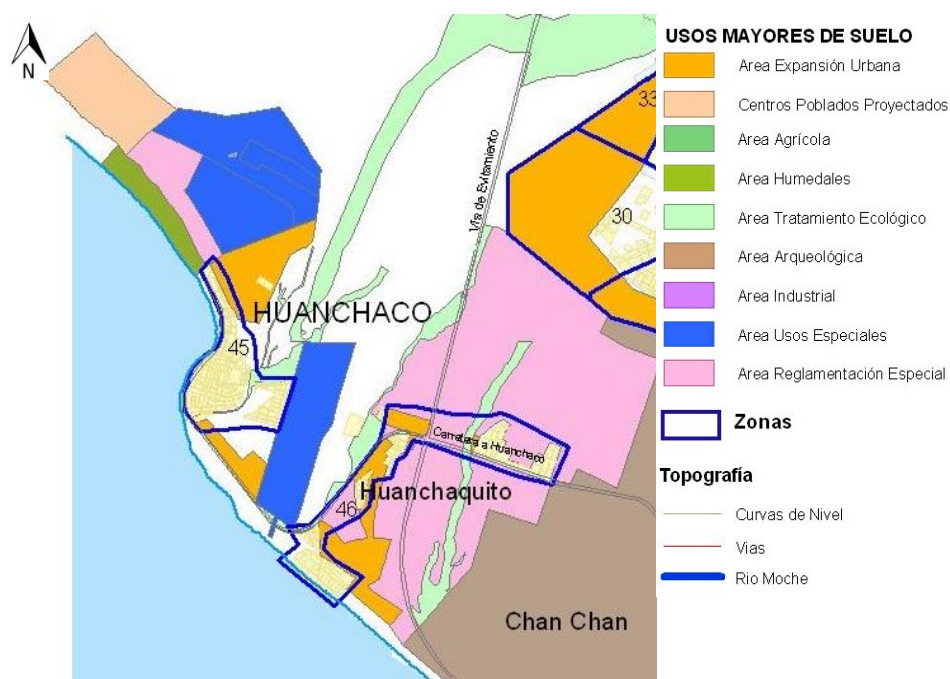 N
Vía de Evitamiento
33
30
HUANCHACO
45
Carretera a Huanchaco
Huanchaquito
46
Chan Chan
USOS MAYORES DE SUELO
Area Expansión Urbana
Centros Poblados Proyectados
Area Agrícola
Area Humedales
Area Tratamiento Ecológico
Area Arqueológica
Area Industrial
Area Usos Especiales
Area Reglamentación Especial
Zonas
Topografía
Curvas de Nivel
Vias
Rio Moche